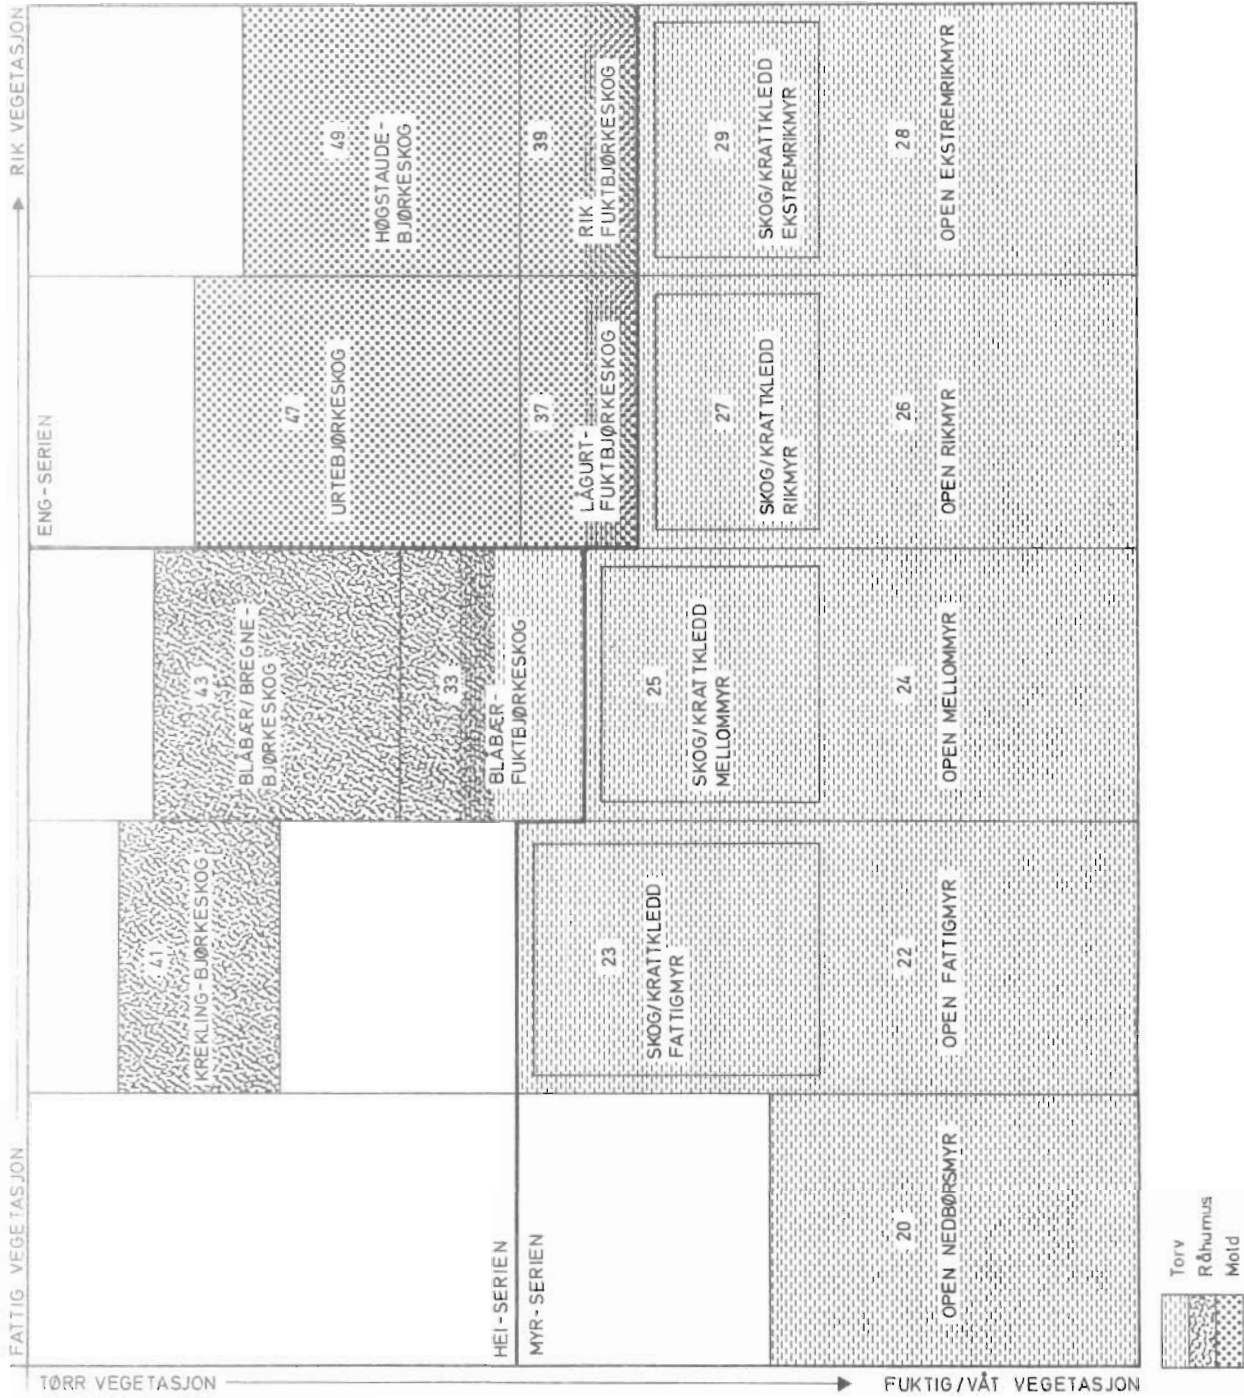 FATTIG VEGETASJON
RIK VEGETASJON
TØRR VEGETASJON
FUKTIG/VÅT VEGETASJON
HEI-SERIEN
MYR-SERIEN
ENG-SERIEN
41
KREKLING-BJØRKESKOG
43
BLÅBÆR/BREGNE-
BJØRKESKOG
47
URTEBJØRKESKOG
49
HØGSTAUDE-
BJØRKESKOG
33
BLÅBÆR-
FUKTBJØRKESKOG
37
LÅGURT-
FUKTBJØRKESKOG
39
RIK
FUKTBJØRKESKOG
23
SKOG/KRATTKLEDD
FATTIGMYR
25
SKOG/KRATTKLEDD
MELLOMMYR
27
SKOG/KRATTKLEDD
RIKMYR
29
SKOG/KRATTKLEDD
EKSTREMRIKMYR
20
OPEN NEDBØRSMYR
22
OPEN FATTIGMYR
24
OPEN MELLOMMYR
26
OPEN RIKMYR
28
OPEN EKSTREMRIKMYR
Torv
Råhumus
Mold